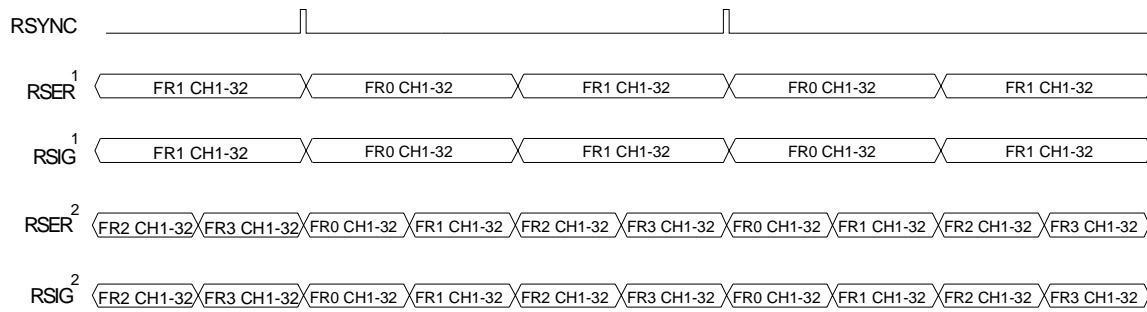 RSYNC
RSER1 FR1 CH1-32 FR0 CH1-32 FR1 CH1-32 FR0 CH1-32 FR1 CH1-32
RSIG1 FR1 CH1-32 FR0 CH1-32 FR1 CH1-32 FR0 CH1-32 FR1 CH1-32
RSER2 FR2 CH1-32 FR3 CH1-32 FR0 CH1-32 FR1 CH1-32 FR2 CH1-32 FR3 CH1-32 FR0 CH1-32 FR1 CH1-32 FR2 CH1-32 FR3 CH1-32
RSIG2 FR2 CH1-32 FR3 CH1-32 FR0 CH1-32 FR1 CH1-32 FR2 CH1-32 FR3 CH1-32 FR0 CH1-32 FR1 CH1-32 FR2 CH1-32 FR3 CH1-32